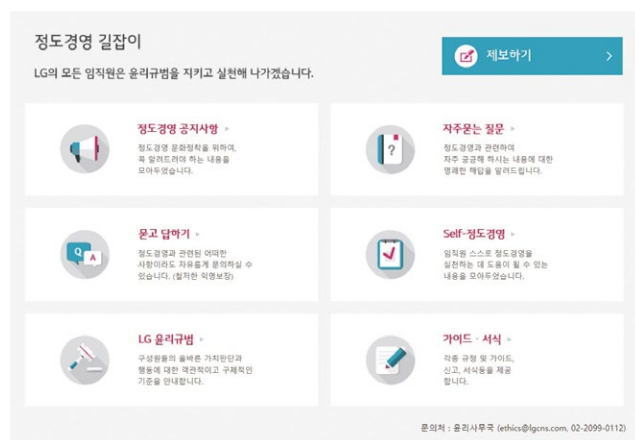 정도경영 길잡이
LG의 모든 임직원은 윤리규범을 지키고 실천해 나가겠습니다.
제보하기
정도경영 공지사항
정도경영 문화정착을 위하여,
꼭 알려드려야 하는 내용을
모아두었습니다.
자주묻는 질문
정도경영과 관련하여
자주 궁금해 하시는 내용에 대한
명쾌한 해답을 알려드립니다.
묻고 답하기
정도경영과 관련된 어떠한
사항이라도 자유롭게 문의하실 수
있습니다. (철저한 익명보장)
Self-정도경영
임직원 스스로 정도경영을
실천하는 데 도움이 될 수 있는
내용을 모아두었습니다.
LG 윤리규범
구성원들의 올바른 가치판단과
행동에 대한 객관적이고 구체적인
기준을 안내합니다.
가이드 · 서식
각종 규정 및 가이드,
신고, 서식등을 제공
합니다.
Q
A
?
문의처 : 윤리사무국 (ethics@lgcns.com, 02-2099-0112)